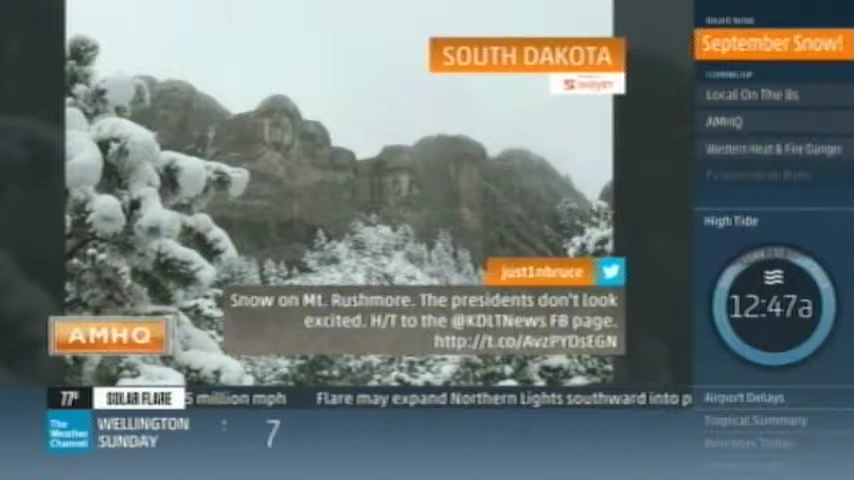 SOUTH DAKOTA
September Snow!
COMING UP
Local On The 8s
AMHQ
Western Heat & Fire Danger
High Tide
12:47a
just1nbruce
Snow on Mt. Rushmore. The presidents don't look
excited. H/T to the @KDLTNews FB page.
http://t.co/AvzPYDsEGN
AMHQ
77°
SOLAR FLARE
5 million mph
Flare may expand Northern Lights southward into p
The
Weather
Channel
WELLINGTON
SUNDAY
:
7
Airport Delays
Tropical Summary